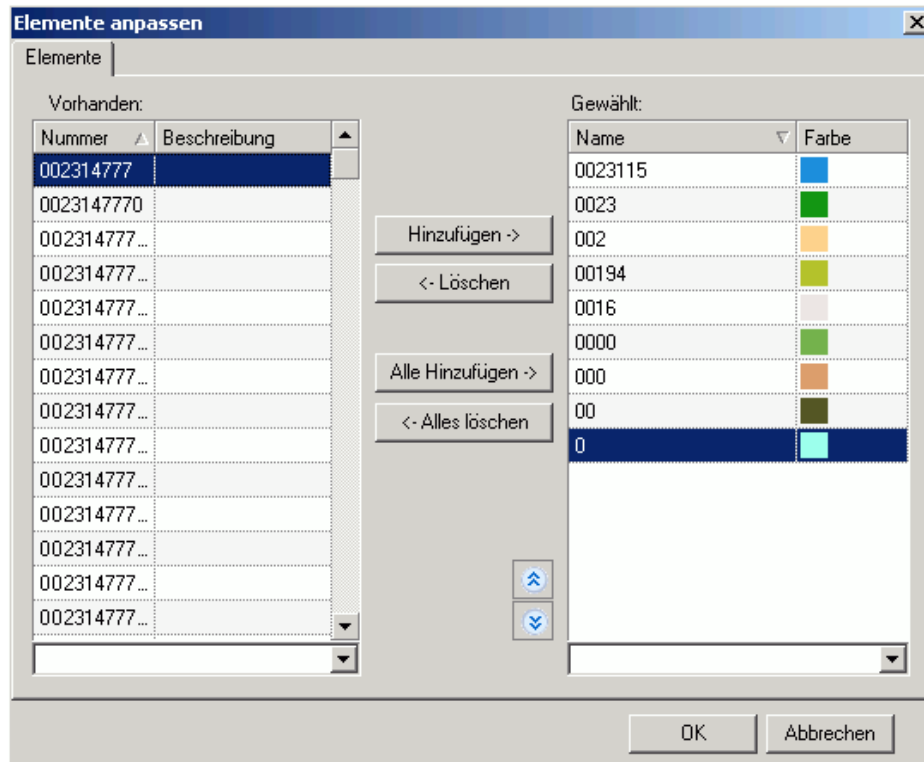 Elemente anpassen
Elemente
Vorhanden:
Nummer Beschreibung
002314777
0023147770
002314777...
002314777...
002314777...
002314777...
002314777...
002314777...
002314777...
002314777...
002314777...
002314777...
002314777...
002314777...
Hinzufügen ->
<- Löschen
Alle Hinzufügen ->
<- Alles löschen
Gewählt:
Name Farbe
0023115
0023
002
00194
0016
0000
000
00
0
OK Abbrechen